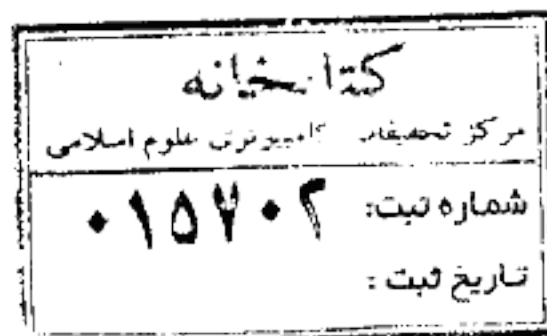 کتابخانه
مرکز تحقیقات کامپیوتری علوم اسلامی
شماره ثبت: ۰۱۵۷۰۲
تاریخ ثبت: